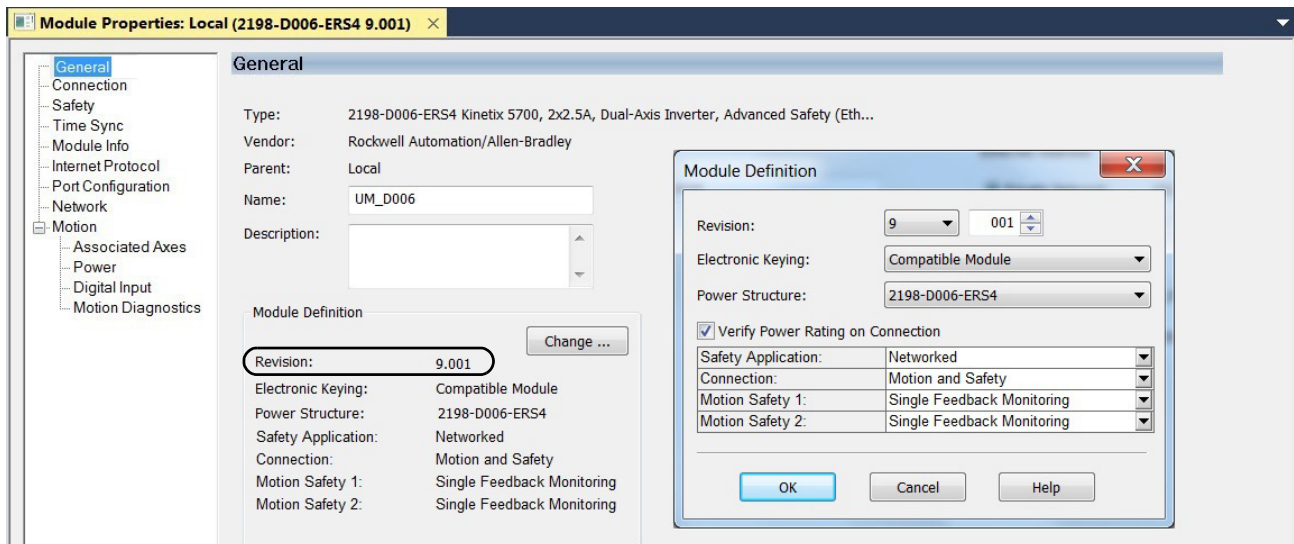 Module Properties: Local (2198-D006-ERS4 9.001)
General
Connection
Safety
Time Sync
Module Info
Internet Protocol
Port Configuration
Network
Motion
Associated Axes
Power
Digital Input
Motion Diagnostics
General
Type: 2198-D006-ERS4 Kinetix 5700, 2x2.5A, Dual-Axis Inverter, Advanced Safety (Eth...
Vendor: Rockwell Automation/Allen-Bradley
Parent: Local
Name: UM_D006
Description:
Module Definition
Change ...
Revision: 9.001
Electronic Keying: Compatible Module
Power Structure: 2198-D006-ERS4
Safety Application: Networked
Connection: Motion and Safety
Motion Safety 1: Single Feedback Monitoring
Motion Safety 2: Single Feedback Monitoring
Module Definition
Revision: 9 001
Electronic Keying: Compatible Module
Power Structure: 2198-D006-ERS4
Verify Power Rating on Connection
Safety Application: Networked
Connection: Motion and Safety
Motion Safety 1: Single Feedback Monitoring
Motion Safety 2: Single Feedback Monitoring
OK Cancel Help